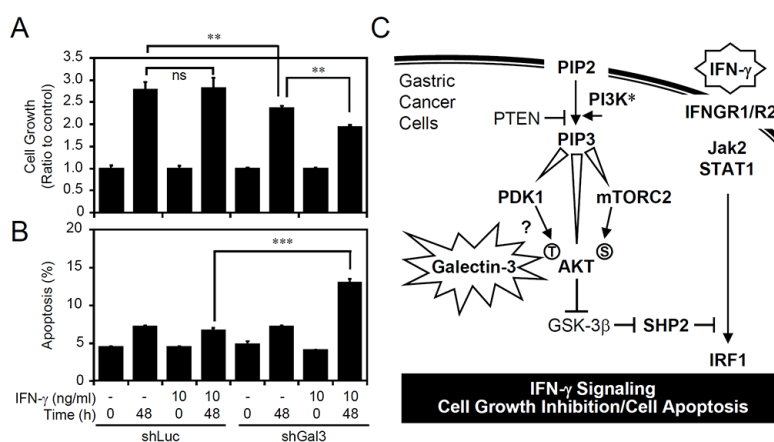 A
Cell Growth
(Ratio to control)
3.5
3.0
2.5
2.0
1.5
1.0
0.5
0.0
**
ns
**
B
Apoptosis (%)
20
15
10
5
0
***
IFN-γ (ng/ml) - - 10 10 - - 10 10
Time (h) 0 48 0 48 0 48 0 48
shLuc shGal3
C
Gastric
Cancer
Cells
PIP2
IFN-γ
PI3K*
PTEN
IFNGR1/R2
PIP3
Jak2
STAT1
PDK1
mTORC2
?
T
S
Galectin-3
AKT
GSK-3β
SHP2
IRF1
IFN-γ Signaling
Cell Growth Inhibition/Cell Apoptosis